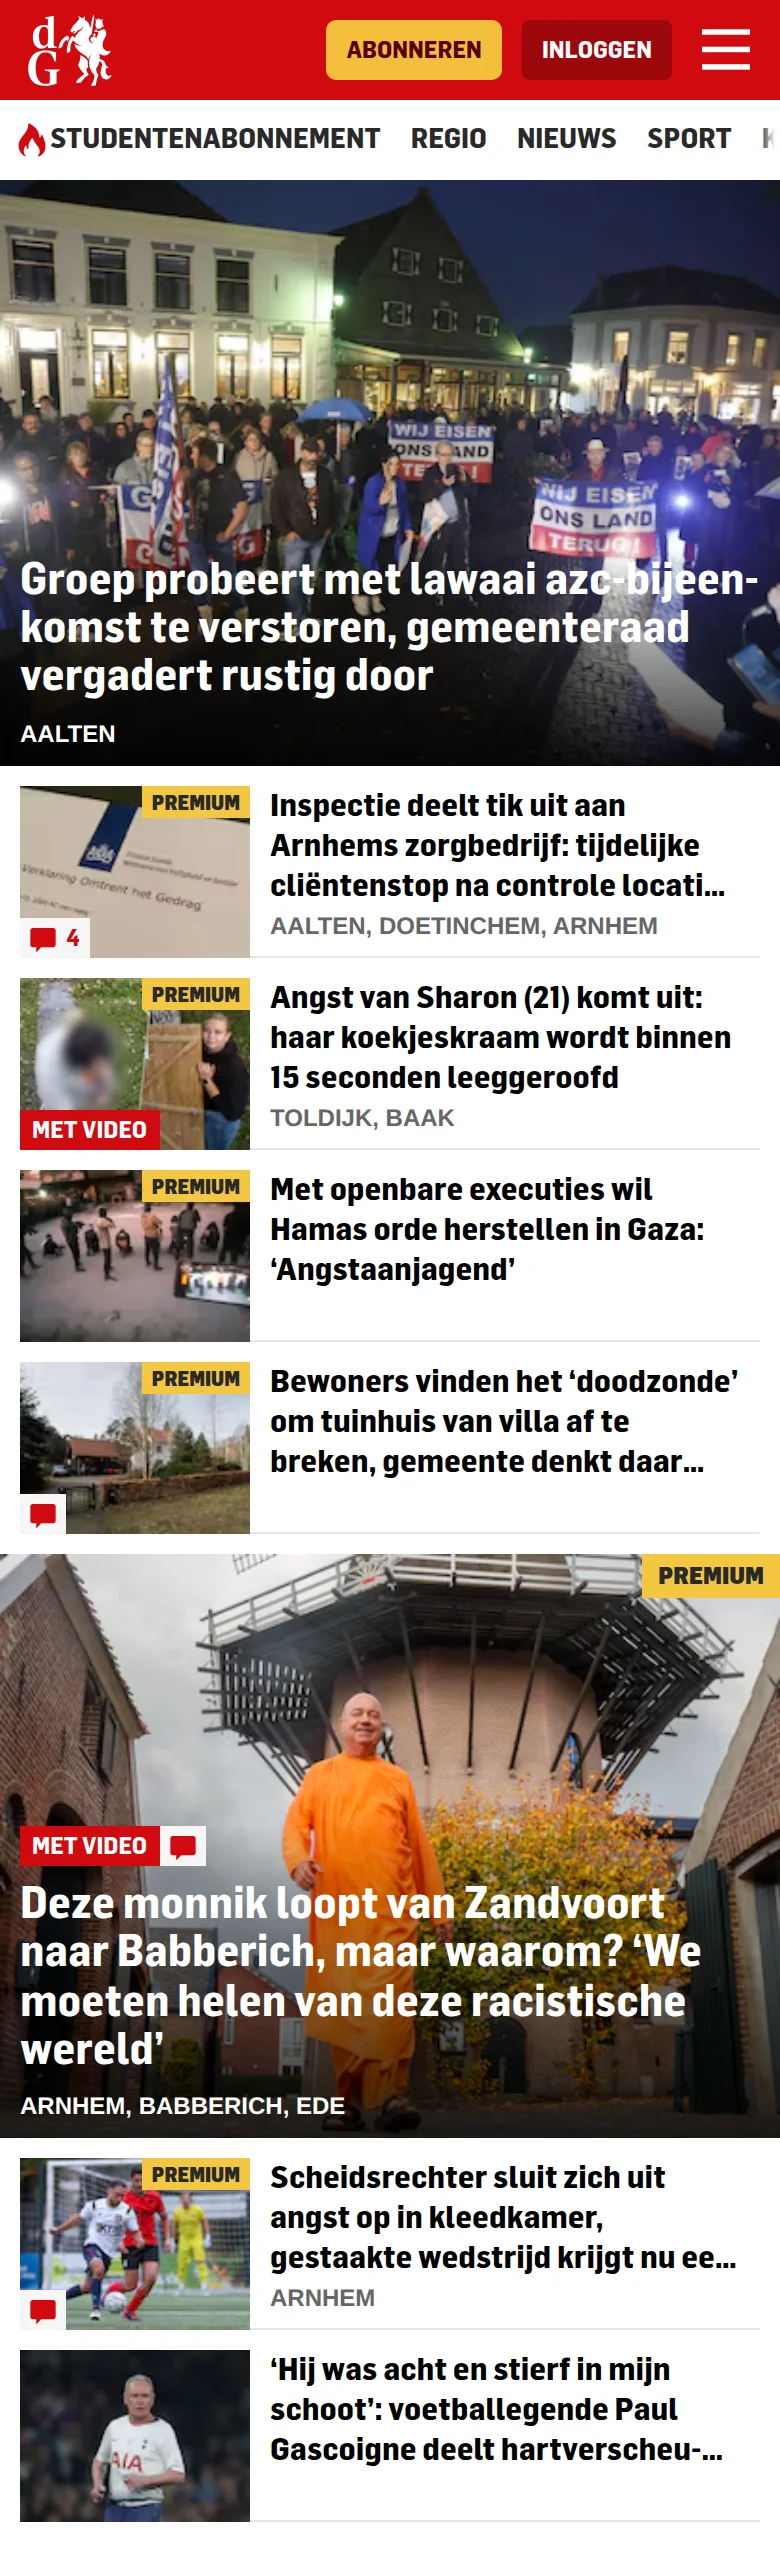 dG
ABONNEREN
INLOGGEN
STUDENTENABONNEMENT REGIO NIEUWS SPORT
WIJ EISEN
ONS LAND
TERUG!
WIJ EISEN
ONS LAND
TERUG!
Groep probeert met lawaai azc-bijeen-
komst te verstoren, gemeenteraad
vergadert rustig door
AALTEN
PREMIUM
Verklaring Omtrent het Gedrag
4
Inspectie deelt tik uit aan
Arnhems zorgbedrijf: tijdelijke
cliëntenstop na controle locati...
AALTEN, DOETINCHEM, ARNHEM
PREMIUM
MET VIDEO
Angst van Sharon (21) komt uit:
haar koekjeskraam wordt binnen
15 seconden leeggeroofd
TOLDIJK, BAAK
PREMIUM
Met openbare executies wil
Hamas orde herstellen in Gaza:
‘Angstaanjagend’
PREMIUM
Bewoners vinden het ‘doodzonde’
om tuinhuis van villa af te
breken, gemeente denkt daar...
PREMIUM
MET VIDEO
Deze monnik loopt van Zandvoort
naar Babberich, maar waarom? ‘We
moeten helen van deze racistische
wereld’
ARNHEM, BABBERICH, EDE
PREMIUM
Scheidsrechter sluit zich uit
angst op in kleedkamer,
gestaakte wedstrijd krijgt nu ee...
ARNHEM
AIA
‘Hij was acht en stierf in mijn
schoot’: voetballegende Paul
Gascoigne deelt hartverscheu-...